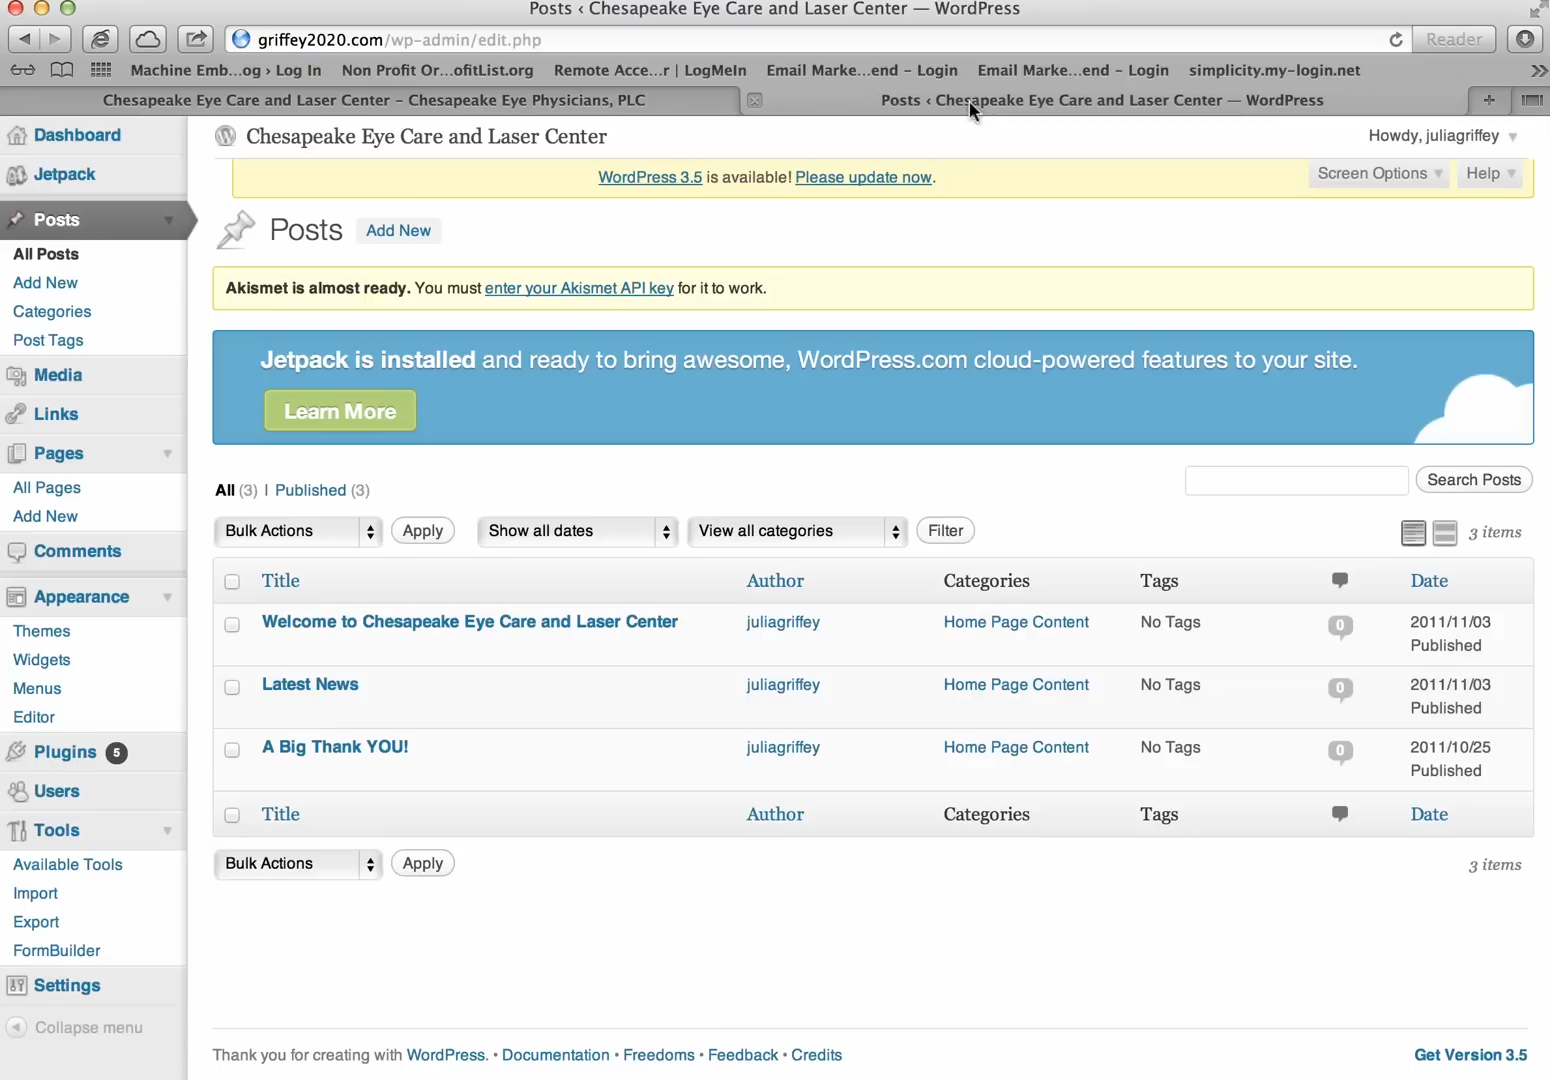 Posts ‹ Chesapeake Eye Care and Laser Center — WordPress
griffey2020.com/wp-admin/edit.php
Reader
Machine Emb...og › Log In
Non Profit Or...ofitList.org
Remote Acce...r | LogMeIn
Email Marke...end – Login
Email Marke...end – Login
simplicity.my-login.net
Chesapeake Eye Care and Laser Center – Chesapeake Eye Physicians, PLC
Posts ‹ Chesapeake Eye Care and Laser Center — WordPress
Dashboard
Jetpack
Posts
All Posts
Add New
Categories
Post Tags
Media
Links
Pages
All Pages
Add New
Comments
Appearance
Themes
Widgets
Menus
Editor
Plugins 5
Users
Tools
Available Tools
Import
Export
FormBuilder
Settings
Collapse menu
Chesapeake Eye Care and Laser Center
Howdy, juliagriffey
WordPress 3.5 is available! Please update now.
Screen Options
Help
Posts Add New
Akismet is almost ready. You must enter your Akismet API key for it to work.
Jetpack is installed and ready to bring awesome, WordPress.com cloud-powered features to your site.
Learn More
All (3) | Published (3)
Search Posts
Bulk Actions Apply Show all dates View all categories Filter 3 items
Title Author Categories Tags Date
Welcome to Chesapeake Eye Care and Laser Center juliagriffey Home Page Content No Tags 0 2011/11/03
Published
Latest News juliagriffey Home Page Content No Tags 0 2011/11/03
Published
A Big Thank YOU! juliagriffey Home Page Content No Tags 0 2011/10/25
Published
Title Author Categories Tags Date
Bulk Actions Apply 3 items
Thank you for creating with WordPress. • Documentation • Freedoms • Feedback • Credits
Get Version 3.5